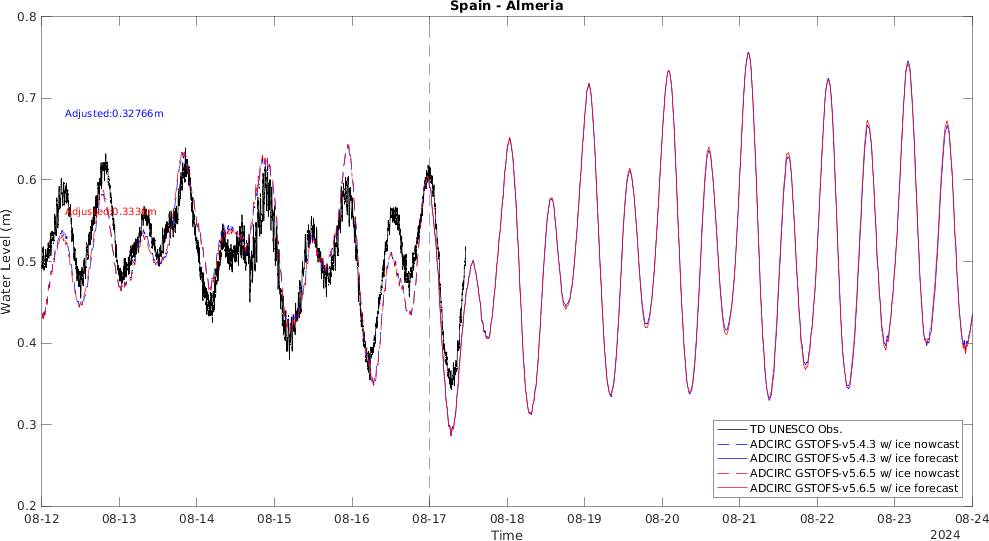 Spain - Almeria
Water Level (m)
0.8
0.7
0.6
0.5
0.4
0.3
0.2
Adjusted:0.32766m
08-12
08-13
08-14
08-15
08-16
08-17
08-18
08-19
08-20
08-21
08-22
08-23
08-24
Time
2024
TD UNESCO Obs.
ADCIRC GSTOFS-v5.4.3 w/ ice nowcast
ADCIRC GSTOFS-v5.4.3 w/ ice forecast
ADCIRC GSTOFS-v5.6.5 w/ ice nowcast
ADCIRC GSTOFS-v5.6.5 w/ ice forecast